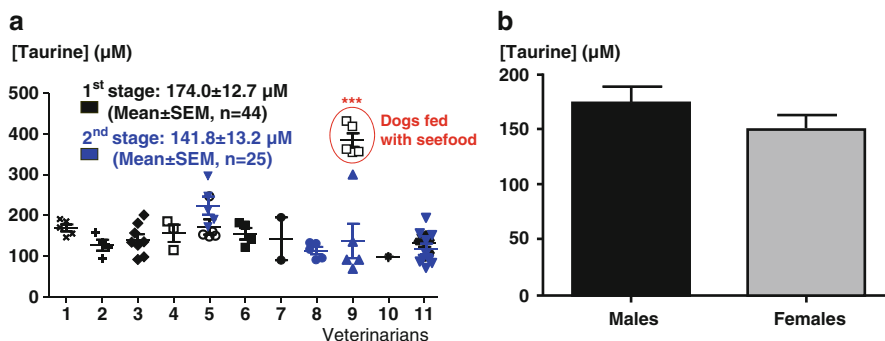 a
[Taurine] (µM)
1st stage: 174.0±12.7 µM
(Mean±SEM, n=44)
2nd stage: 141.8±13.2 µM
(Mean±SEM, n=25)
***
Dogs fed
with seefood
500
400
300
200
100
0
1 2 3 4 5 6 7 8 9 10 11
Veterinarians
b
[Taurine] (µM)
200
150
100
50
0
Males Females